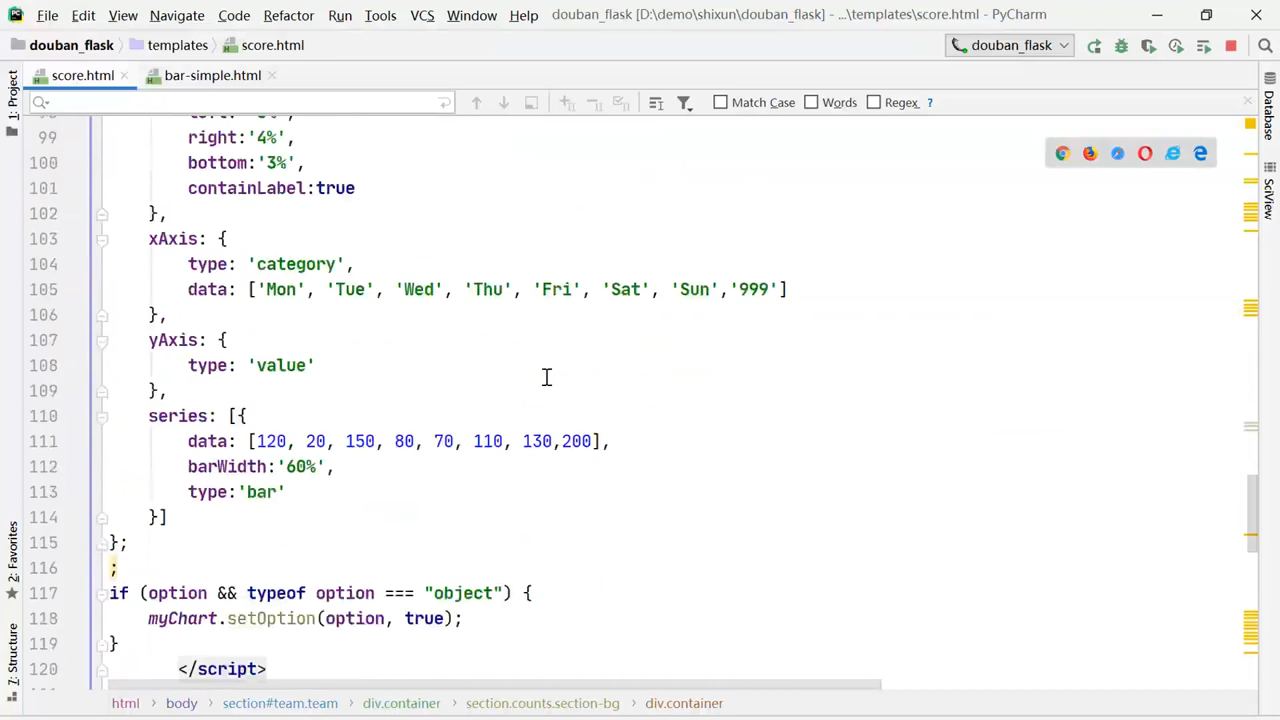 File Edit View Navigate Code Refactor Run Tools VCS Window Help douban_flask [D:\demo\shixun\douban_flask] - ...\templates\score.html - PyCharm
douban_flask templates score.html douban_flask
score.html bar-simple.html
Match Case Words Regex ?
1: Project
2: Favorites
7: Structure
Database
SciView
99 right:'4%',
100 bottom:'3%',
101 containLabel:true
102 },
103 xAxis: {
104 type: 'category',
105 data: ['Mon', 'Tue', 'Wed', 'Thu', 'Fri', 'Sat', 'Sun','999']
106 },
107 yAxis: {
108 type: 'value'
109 },
110 series: [{
111 data: [120, 20, 150, 80, 70, 110, 130,200],
112 barWidth:'60%',
113 type:'bar'
114 }]
115 };
116 ;
117 if (option && typeof option === "object") {
118 myChart.setOption(option, true);
119 }
120 </script>
html body section#team.team div.container section.counts.section-bg div.container